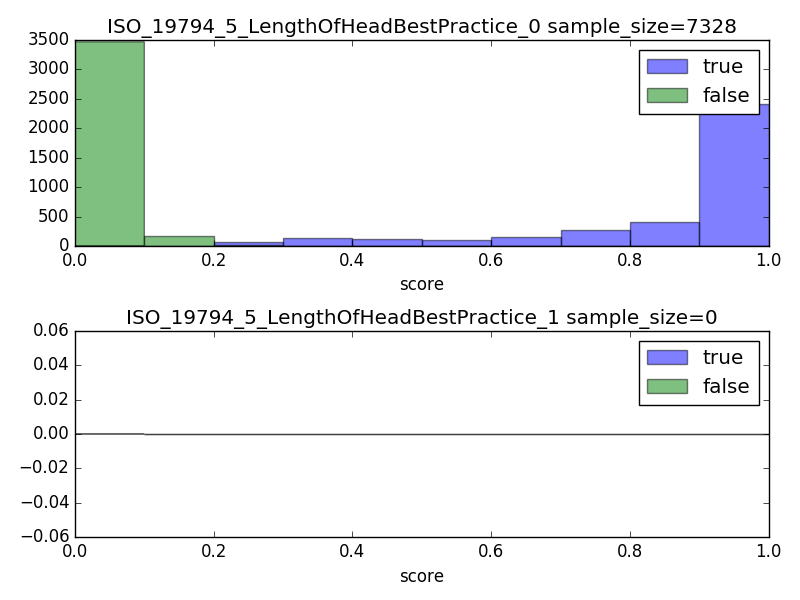 ISO_19794_5_LengthOfHeadBestPractice_0 sample_size=7328
3500
3000
2500
2000
1500
1000
500
0
true
false
0.0 0.2 0.4 0.6 0.8 1.0
score
ISO_19794_5_LengthOfHeadBestPractice_1 sample_size=0
0.06
0.04
0.02
0.00
−0.02
−0.04
−0.06
true
false
0.0 0.2 0.4 0.6 0.8 1.0
score